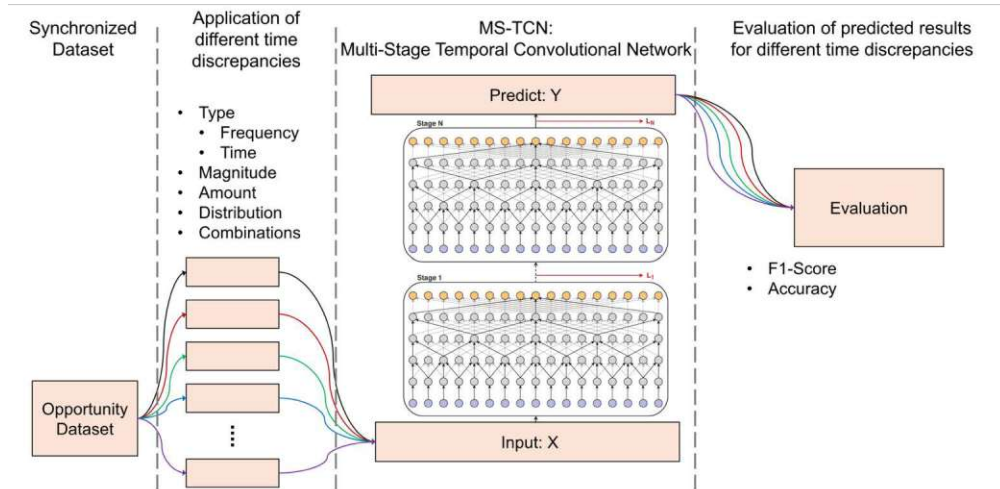 Synchronized
Dataset
Application of
different time
discrepancies
MS-TCN:
Multi-Stage Temporal Convolutional Network
Evaluation of predicted results
for different time discrepancies
• Type
• Frequency
• Time
• Magnitude
• Amount
• Distribution
• Combinations
Opportunity
Dataset
Predict: Y
Stage N
L_N
Stage 1
L_1
Input: X
Evaluation
• F1-Score
• Accuracy